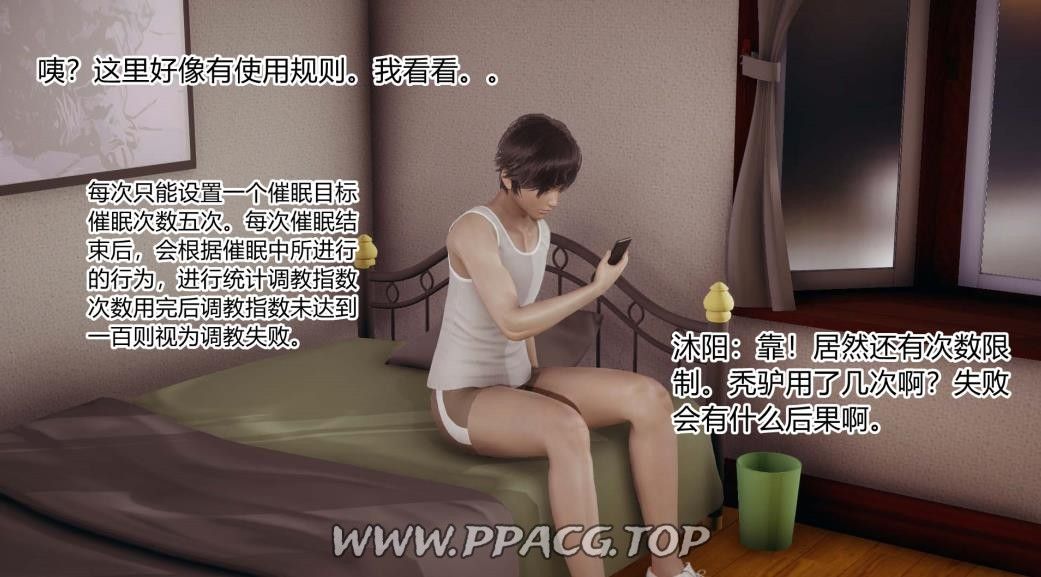 咦？这里好像有使用规则。我看看。。
每次只能设置一个催眠目标
催眠次数五次。每次催眠结
束后，会根据催眠中所进行
的行为，进行统计调教指数
次数用完后调教指数未达到
一百则视为调教失败。
沐阳：靠！居然还有次数限
制。秃驴用了几次啊？失败
会有什么后果啊。
WWW.PPACG.TOP